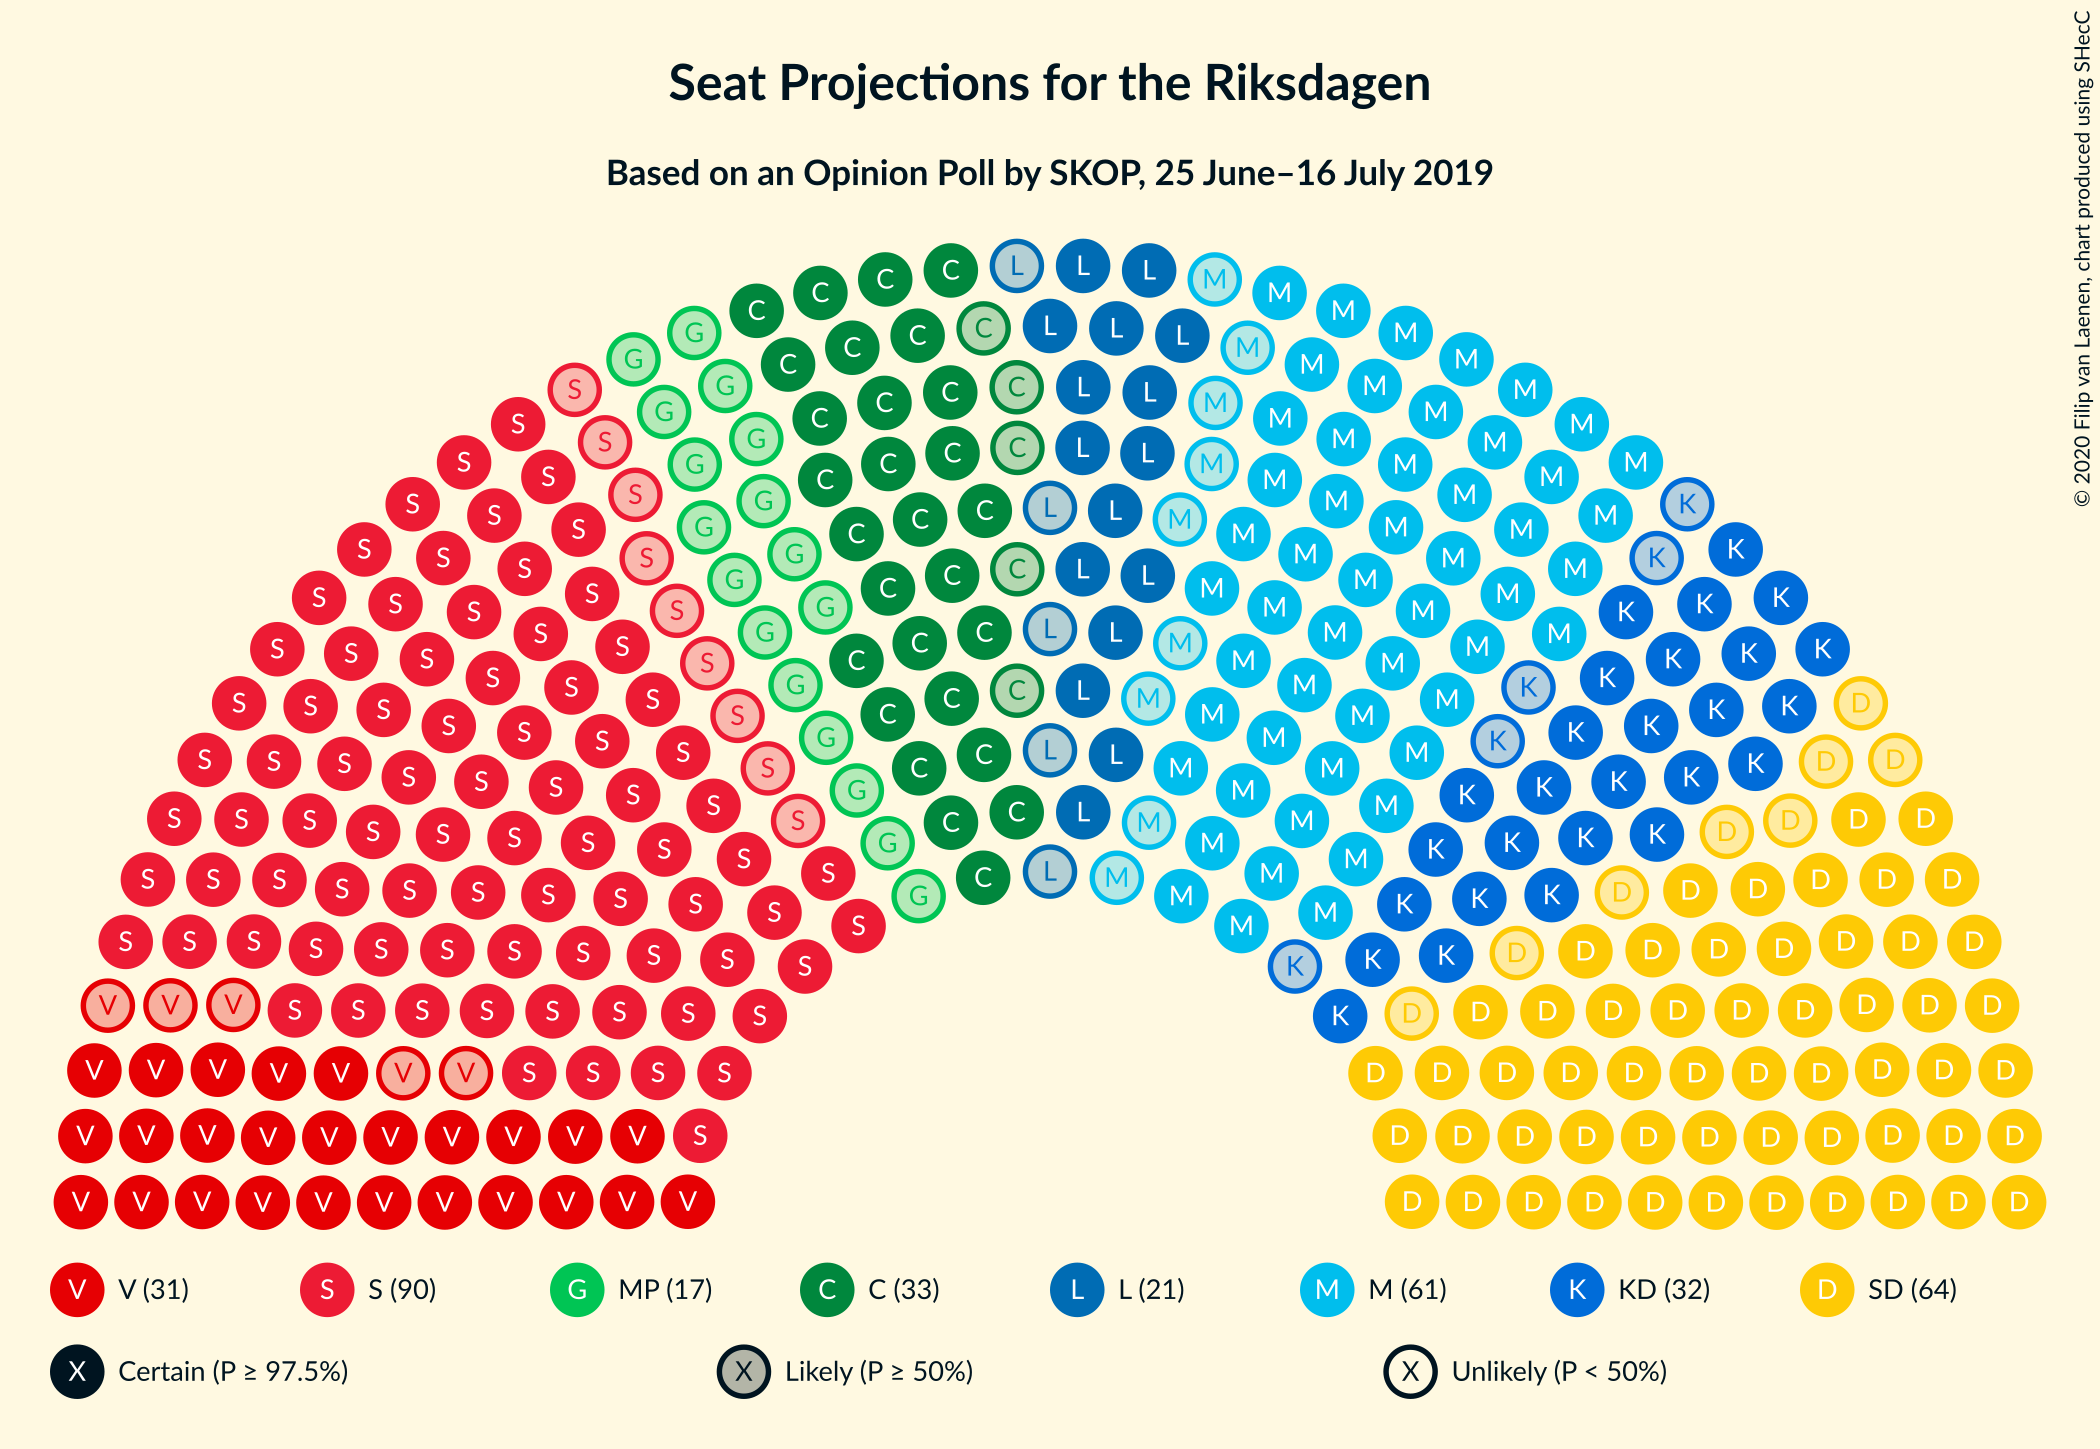 Seat Projections for the Riksdagen
Based on an Opinion Poll by SKOP, 25 June–16 July 2019
© 2020 Filip van Laenen, chart produced using SHecC
V V (31) S S (90) G MP (17) C C (33) L L (21) M M (61) K KD (32) D SD (64)
X Certain (P ≥ 97.5%) X Likely (P ≥ 50%) X Unlikely (P < 50%)